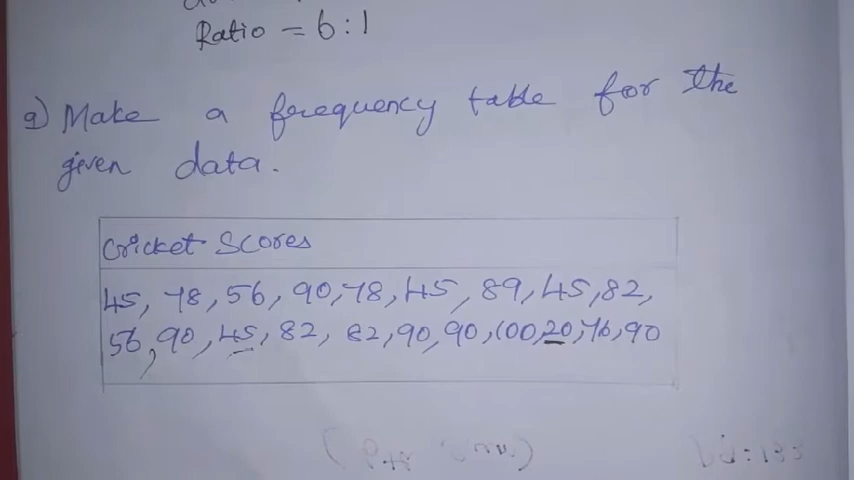 Ratio = 6:1
9) Make a frequency table for the
given data.
Cricket Scores
45, 78, 56, 90, 78, 45, 89, 45, 82,
56, 90, 45, 82, 82, 90, 90, 100, 20, 76, 90